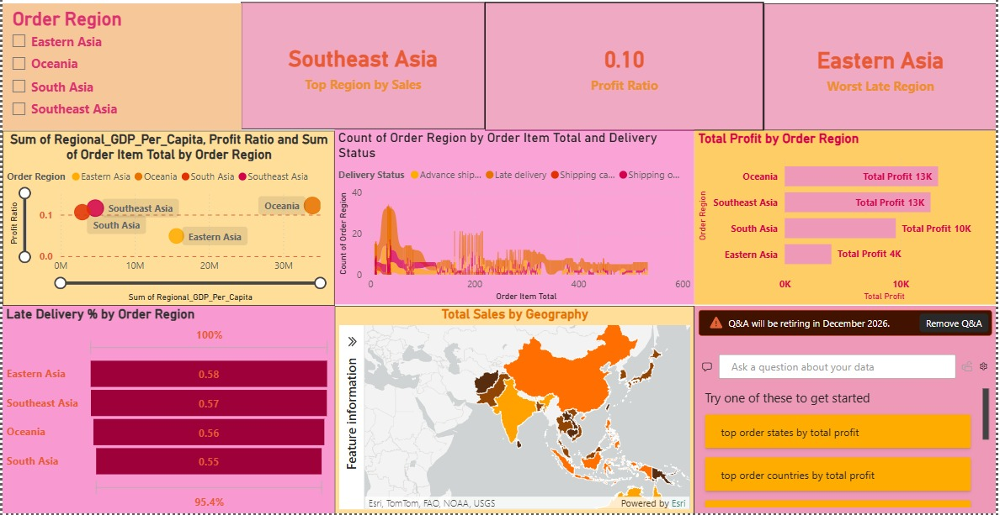 Order Region
Eastern Asia
Oceania
South Asia
Southeast Asia
Southeast Asia
Top Region by Sales
0.10
Profit Ratio
Eastern Asia
Worst Late Region
Sum of Regional_GDP_Per_Capita, Profit Ratio and Sum
of Order Item Total by Order Region
Order Region Eastern Asia Oceania South Asia Southeast Asia
Profit Ratio
0.1
0.0
Southeast Asia
South Asia
Oceania
Eastern Asia
0M 10M 20M 30M
Sum of Regional_GDP_Per_Capita
Count of Order Region by Order Item Total and Delivery
Status
Delivery Status Advance ship... Late delivery Shipping ca... Shipping o...
Count of Order Region
40
20
0
0 200 400 600
Order Item Total
Total Profit by Order Region
Order Region
Oceania Total Profit 13K
Southeast Asia Total Profit 13K
South Asia Total Profit 10K
Eastern Asia Total Profit 4K
0K 10K
Total Profit
Late Delivery % by Order Region
100%
Eastern Asia 0.58
Southeast Asia 0.57
Oceania 0.56
South Asia 0.55
95.4%
Total Sales by Geography
Feature information
Esri, TomTom, FAO, NOAA, USGS Powered by Esri
Q&A will be retiring in December 2026. Remove Q&A
Ask a question about your data
Try one of these to get started
top order states by total profit
top order countries by total profit